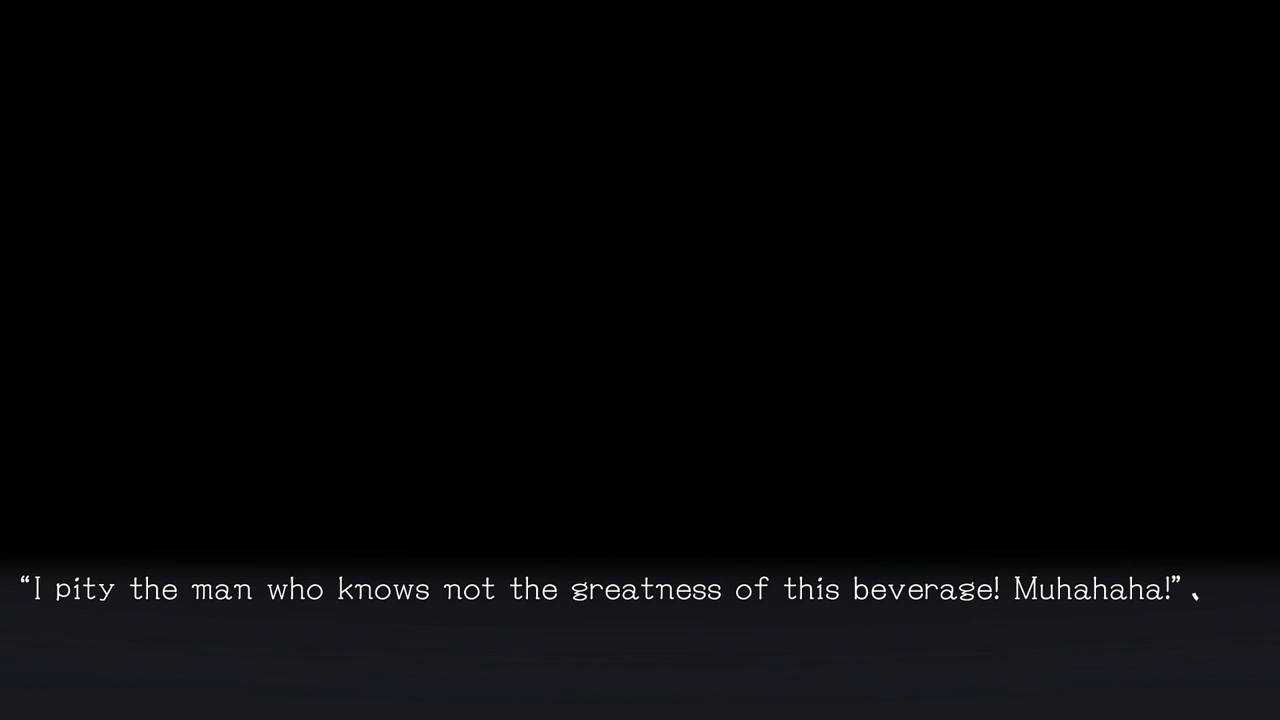 “I pity the man who knows not the greatness of this beverage! Muhahaha!”